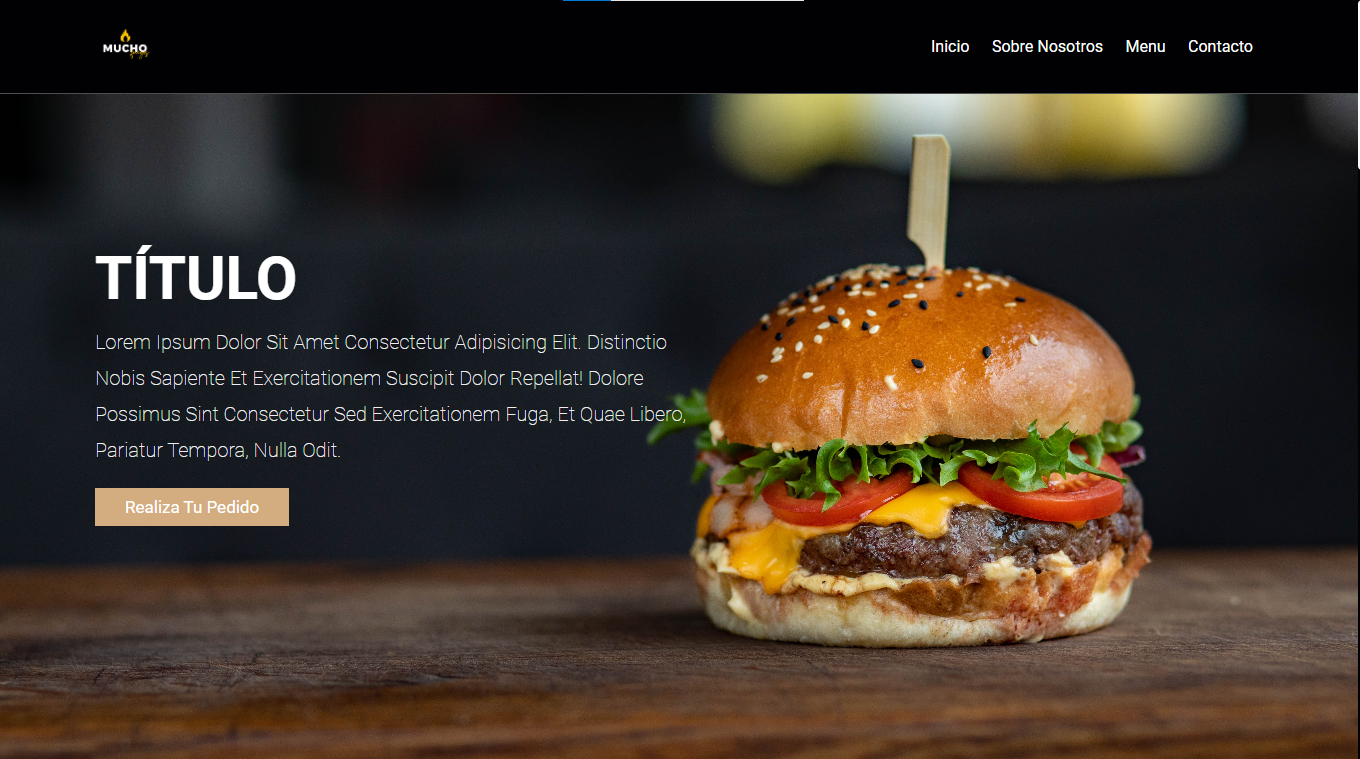 MUCHO
Inicio Sobre Nosotros Menu Contacto
TÍTULO
Lorem Ipsum Dolor Sit Amet Consectetur Adipisicing Elit. Distinctio
Nobis Sapiente Et Exercitationem Suscipit Dolor Repellat! Dolore
Possimus Sint Consectetur Sed Exercitationem Fuga, Et Quae Libero,
Pariatur Tempora, Nulla Odit.
Realiza Tu Pedido